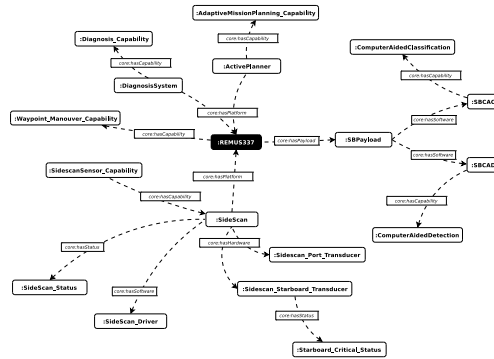 :AdaptiveMissionPlanning_Capability
:Diagnosis_Capability
core:hasCapability
:ComputerAidedClassification
core:hasCapability
:ActivePlanner
core:hasCapability
:DiagnosisSystem
:SBCAC
core:hasPlatform
:Waypoint_Manouver_Capability
core:hasSoftware
core:hasCapability
:REMUS337
core:hasPayload
:SBPayload
core:hasSoftware
:SBCAD
:SidescanSensor_Capability
core:hasPlatform
core:hasCapability
core:hasCapability
:SideScan
:ComputerAidedDetection
core:hasStatus
core:hasHardware
:Sidescan_Port_Transducer
:SideScan_Status
core:hasSoftware
:Sidescan_Starboard_Transducer
core:hasStatus
:SideScan_Driver
:Starboard_Critical_Status